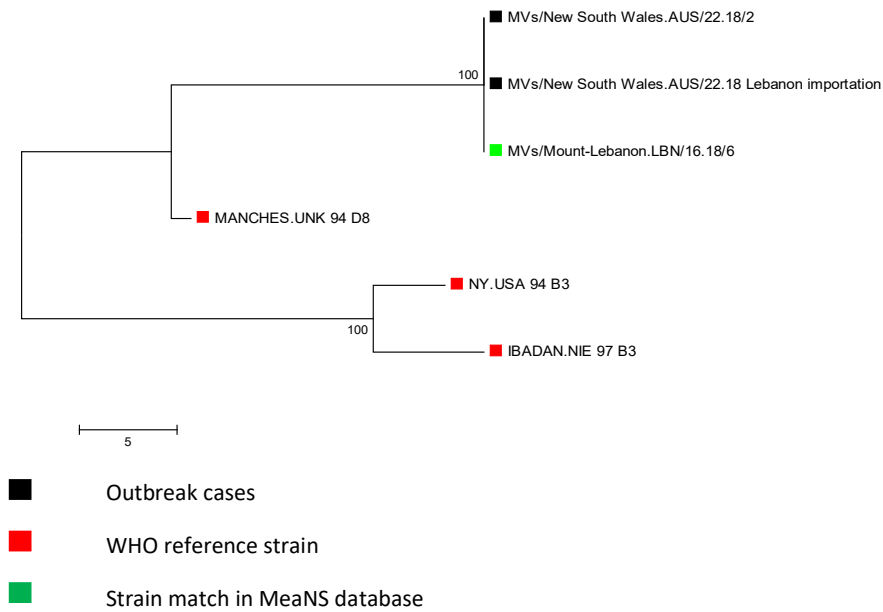 MVs/New South Wales.AUS/22.18/2
100
MVs/New South Wales.AUS/22.18 Lebanon importation
MVs/Mount-Lebanon.LBN/16.18/6
MANCHES.UNK 94 D8
NY.USA 94 B3
100
IBADAN.NIE 97 B3
5
Outbreak cases
WHO reference strain
Strain match in MeaNS database